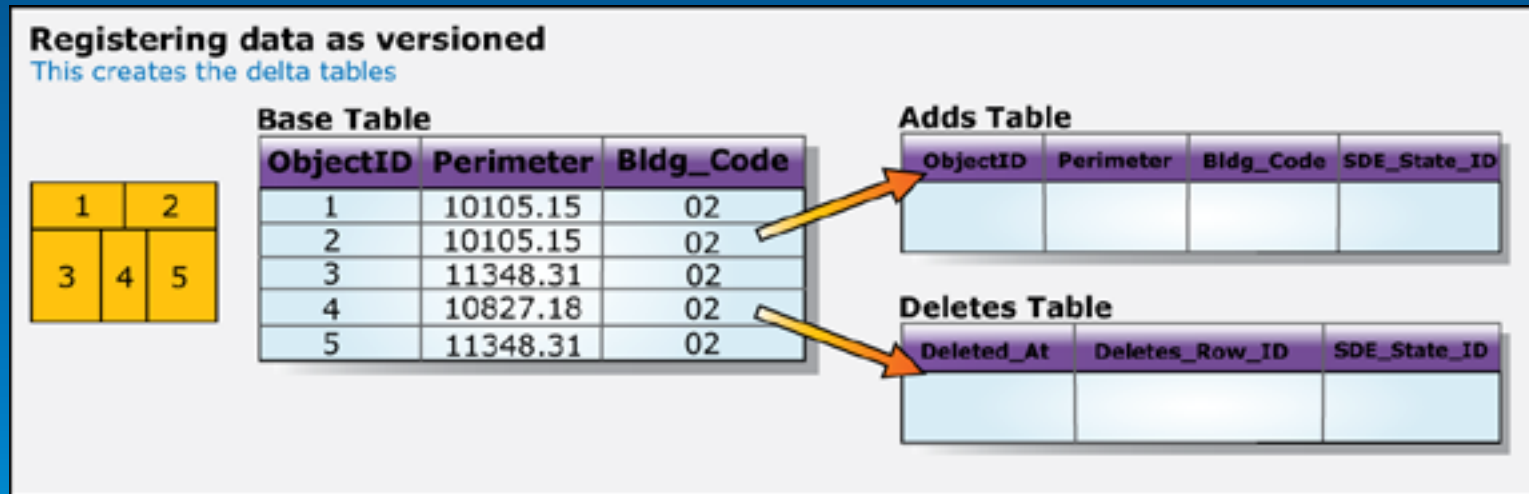 Registering data as versioned
This creates the delta tables
1 2
3 4 5
Base Table
ObjectID Perimeter Bldg_Code
1 10105.15 02
2 10105.15 02
3 11348.31 02
4 10827.18 02
5 11348.31 02
Adds Table
ObjectID Perimeter Bldg_Code SDE_State_ID
Deletes Table
Deleted_At Deletes_Row_ID SDE_State_ID